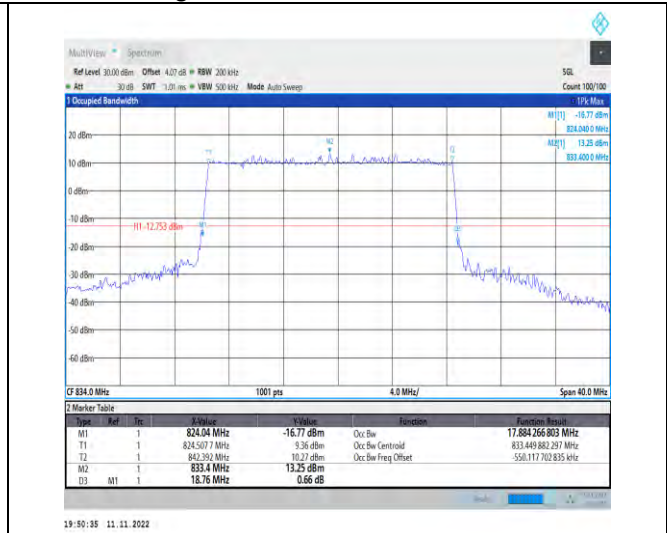 MultiView Spectrum
Ref Level 30.00 dBm Offset 4.07 dB RBW 200 kHz SGL
Att 30 dB SWT 1.01 ms VBW 500 kHz Mode Auto Sweep Count 100/100
1 Occupied Bandwidth 1Pk Max
M1[1] -16.77 dBm
824.040 0 MHz
M2[1] 13.25 dBm
833.400 0 MHz
20 dBm
M2
T1
10 dBm
0 dBm
-10 dBm
H1 -12.753 dBm M1
-20 dBm
-30 dBm
-40 dBm
-50 dBm
-60 dBm
CF 834.0 MHz 1001 pts 4.0 MHz/ Span 40.0 MHz
2 Marker Table
Type Ref Trc X-Value Y-Value Function Function Result
M1 1 824.04 MHz -16.77 dBm Occ Bw 17.884 266 803 MHz
T1 1 824.507 7 MHz 9.36 dBm Occ Bw Centroid 833.449 882 297 MHz
T2 1 842.392 MHz 10.27 dBm Occ Bw Freq Offset -550.117 702 835 kHz
M2 1 833.4 MHz 13.25 dBm
D3 M1 1 18.76 MHz 0.66 dB
19:50:35 11.11.2022